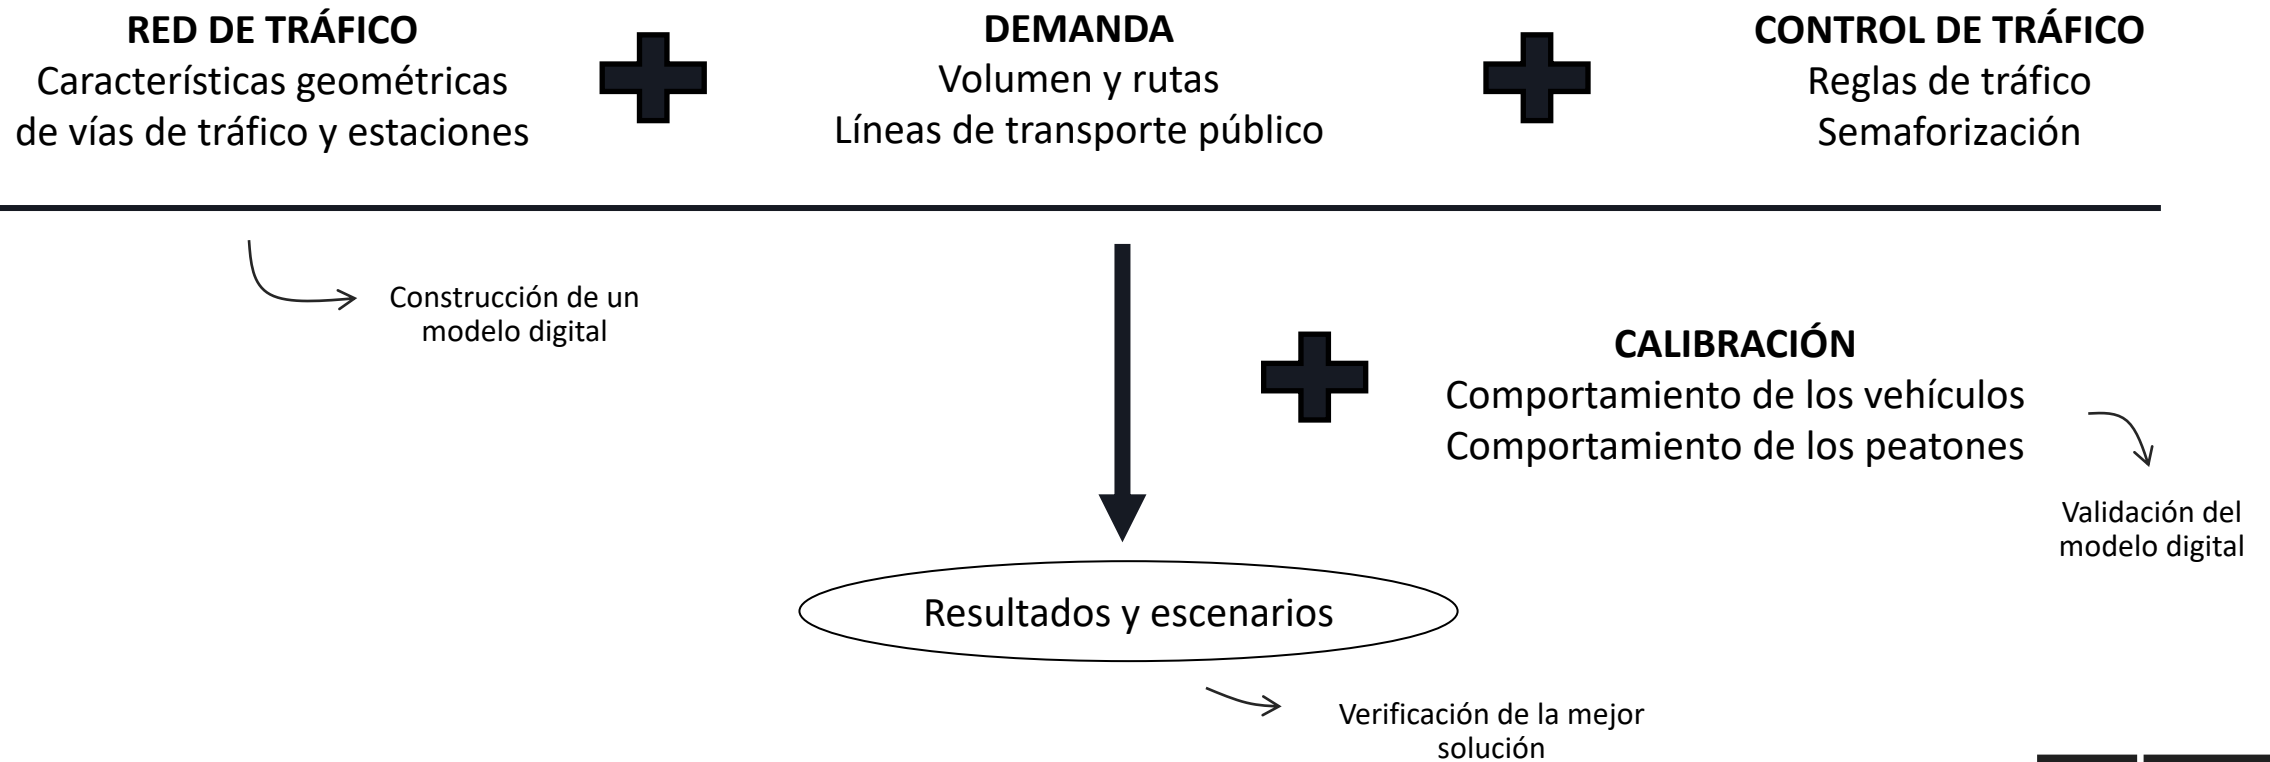 RED DE TRÁFICO
Características geométricas
de vías de tráfico y estaciones
DEMANDA
Volumen y rutas
Líneas de transporte público
CONTROL DE TRÁFICO
Reglas de tráfico
Semaforización
Construcción de un
modelo digital
CALIBRACIÓN
Comportamiento de los vehículos
Comportamiento de los peatones
Validación del
modelo digital
Resultados y escenarios
Verificación de la mejor
solución